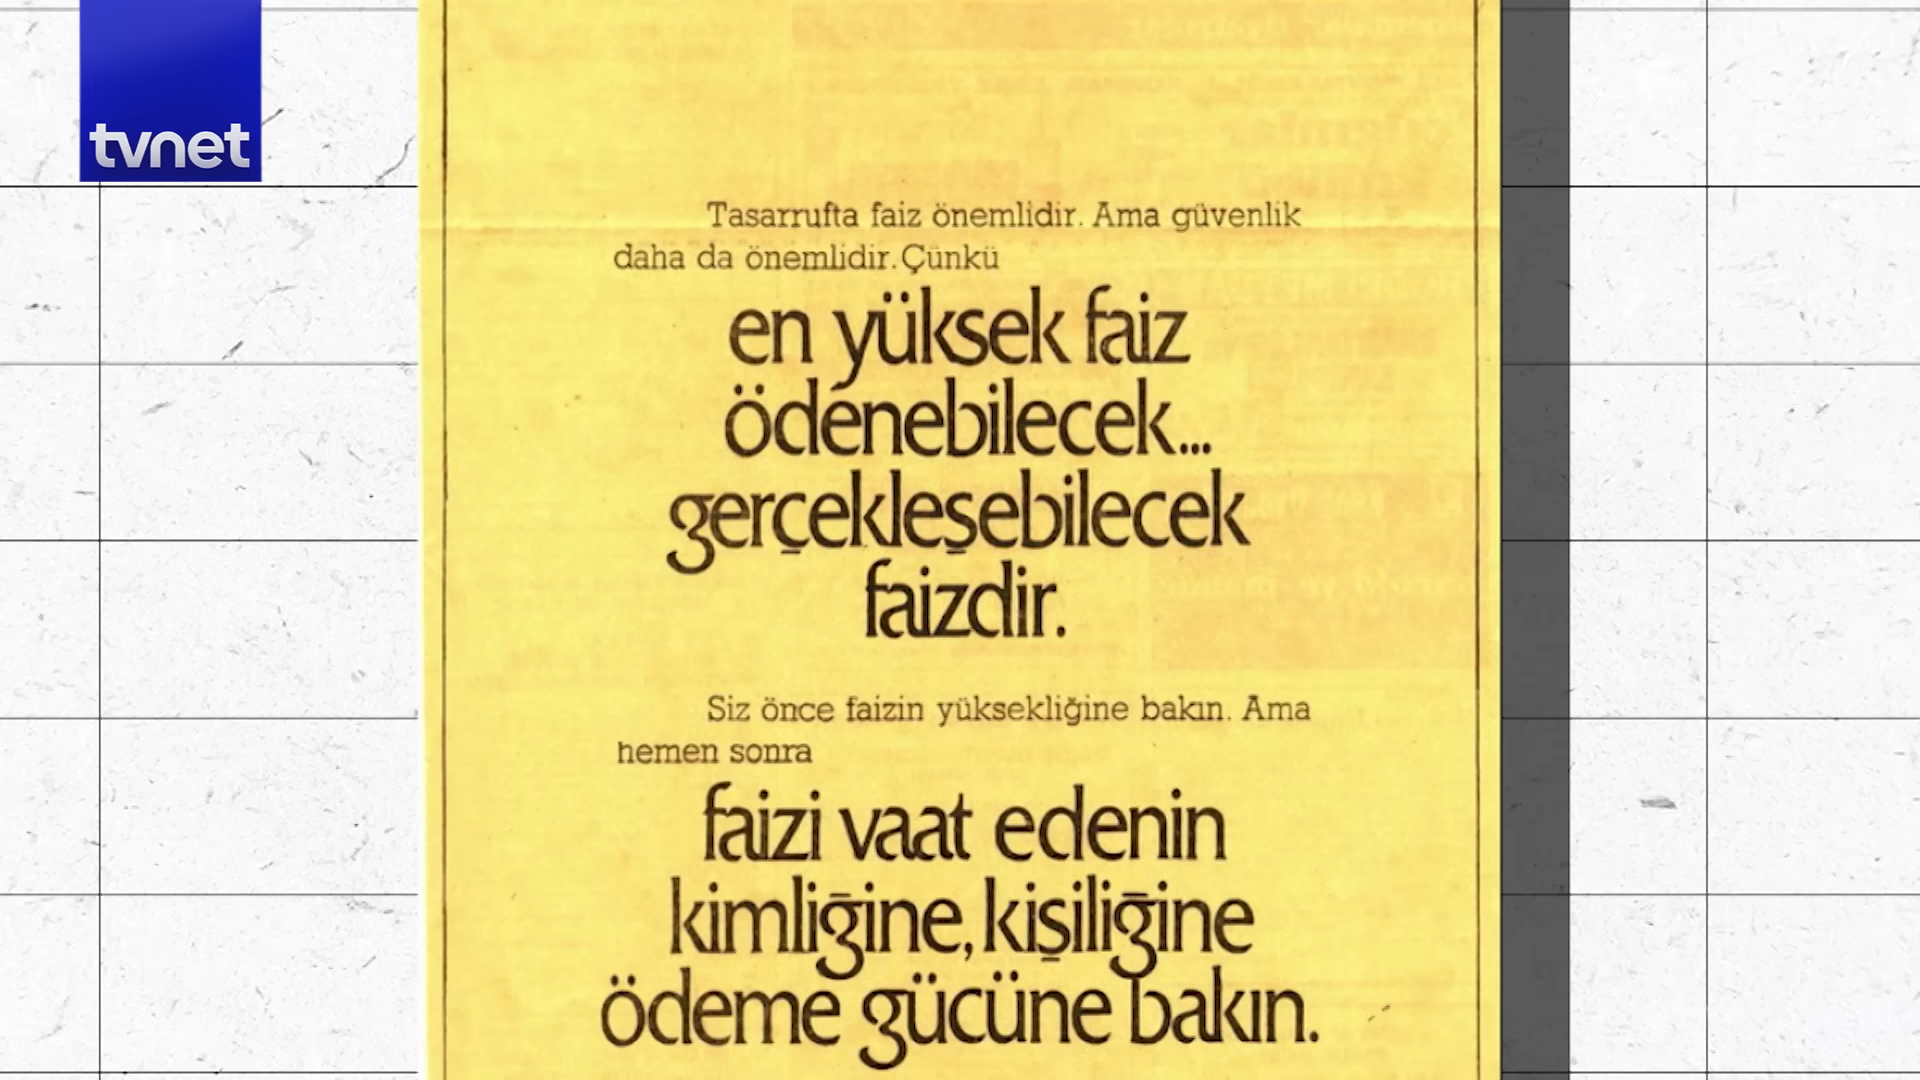 tvnet
Tasarrufta faiz önemlidir. Ama güvenlik
daha da önemlidir. Çünkü
en yüksek faiz
ödenebilecek...
gerçekleşebilecek
faizdir.
Siz önce faizin yüksekliğine bakın. Ama
hemen sonra
faizi vaat edenin
kimliğine, kişiliğine
ödeme gücüne bakın.